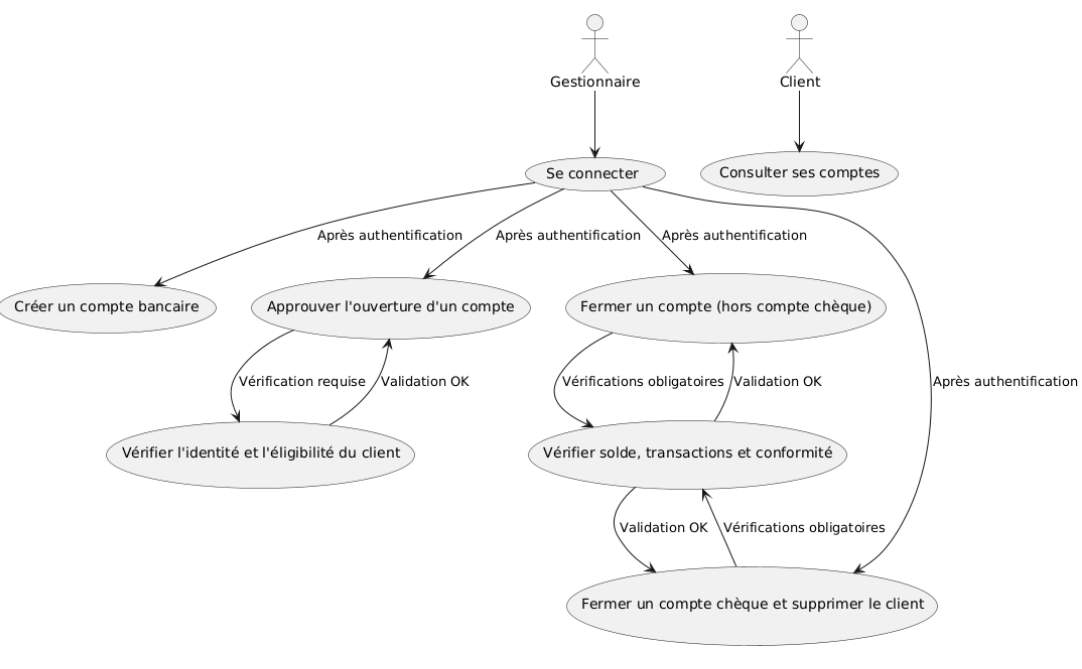 Gestionnaire
Client
Se connecter
Consulter ses comptes
Après authentification
Après authentification
Après authentification
Créer un compte bancaire
Approuver l'ouverture d'un compte
Fermer un compte (hors compte chèque)
Vérification requise
Validation OK
Vérifications obligatoires
Validation OK
Après authentification
Vérifier l'identité et l'éligibilité du client
Vérifier solde, transactions et conformité
Validation OK
Vérifications obligatoires
Fermer un compte chèque et supprimer le client